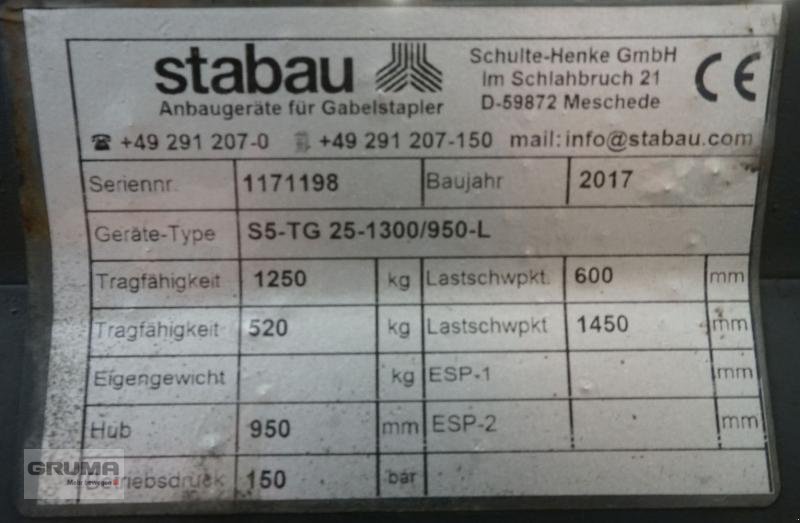 stabau
Anbaugeräte für Gabelstapler
Schulte-Henke GmbH
Im Schlahbruch 21
D-59872 Meschede
CE
☎ +49 291 207-0 +49 291 207-150 mail: info@stabau.com
Seriennr. 1171198 Baujahr 2017
Geräte-Type S5-TG 25-1300/950-L
Tragfähigkeit 1250 kg Lastschwpkt. 600 mm
Tragfähigkeit 520 kg Lastschwpkt 1450 mm
Eigengewicht kg ESP-1 mm
Hub 950 mm ESP-2 mm
Betriebsdruck 150 bar
GRUMA
Mehr bewegen